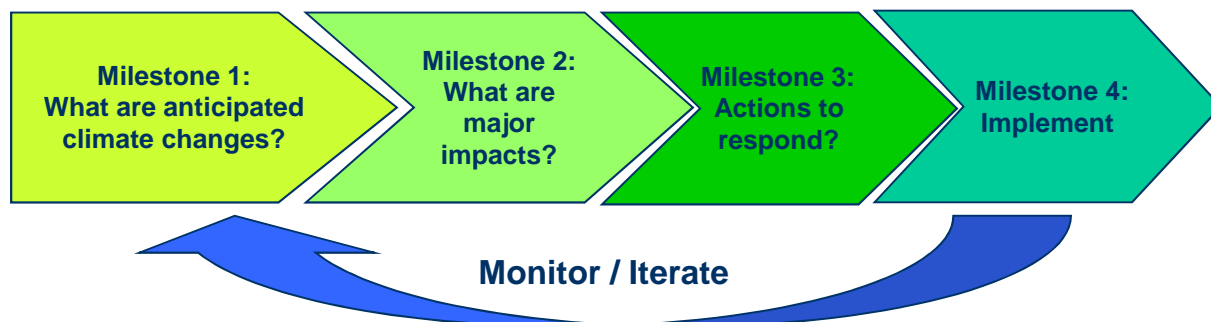 Milestone 1:
What are anticipated
climate changes?
Milestone 2:
What are
major
impacts?
Milestone 3:
Actions to
respond?
Milestone 4:
Implement
Monitor / Iterate